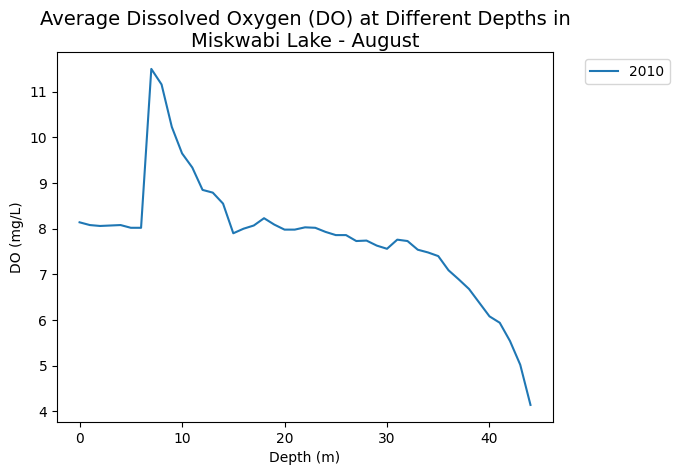 Average Dissolved Oxygen (DO) at Different Depths in
Miskwabi Lake - August
2010
DO (mg/L)
11
10
9
8
7
6
5
4
0 10 20 30 40
Depth (m)